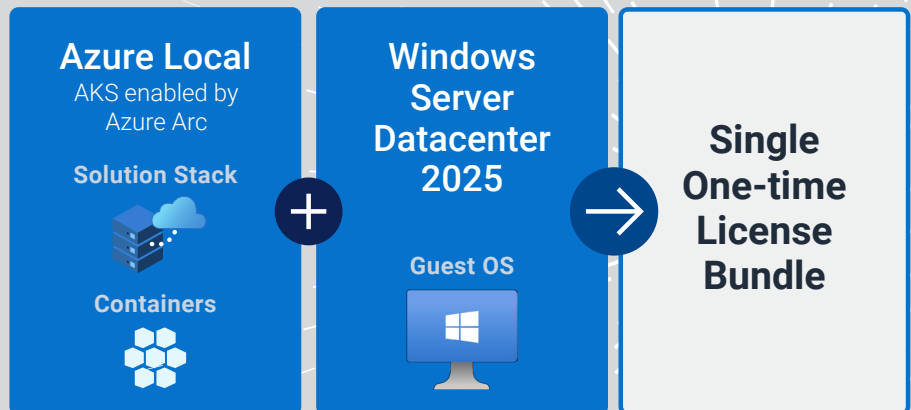 Azure Local
AKS enabled by
Azure Arc
Solution Stack
Containers
+
Windows
Server
Datacenter
2025
Guest OS
Single
One-time
License
Bundle